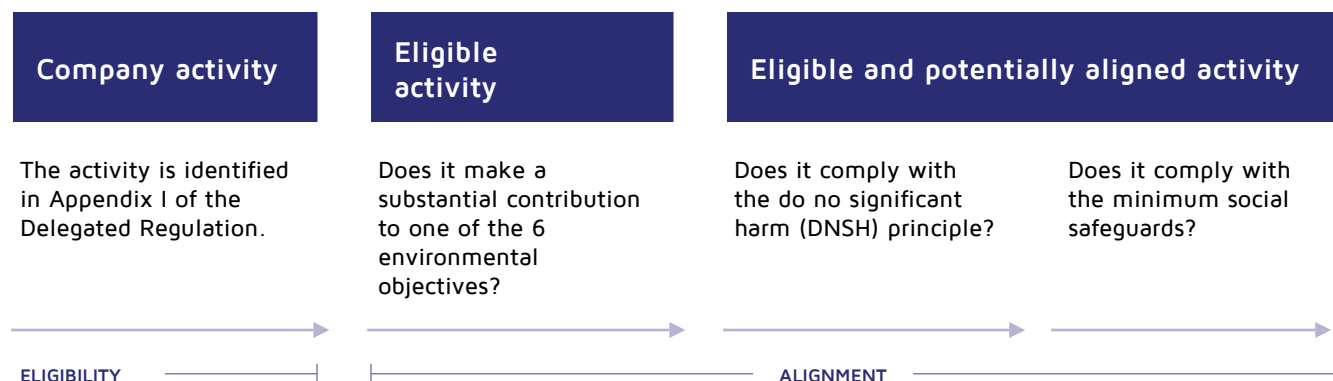 Company activity
Eligible
activity
Eligible and potentially aligned activity
The activity is identified
in Appendix I of the
Delegated Regulation.
Does it make a
substantial contribution
to one of the 6
environmental
objectives?
Does it comply with
the do no significant
harm (DNSH) principle?
Does it comply with
the minimum social
safeguards?
ELIGIBILITY
ALIGNMENT